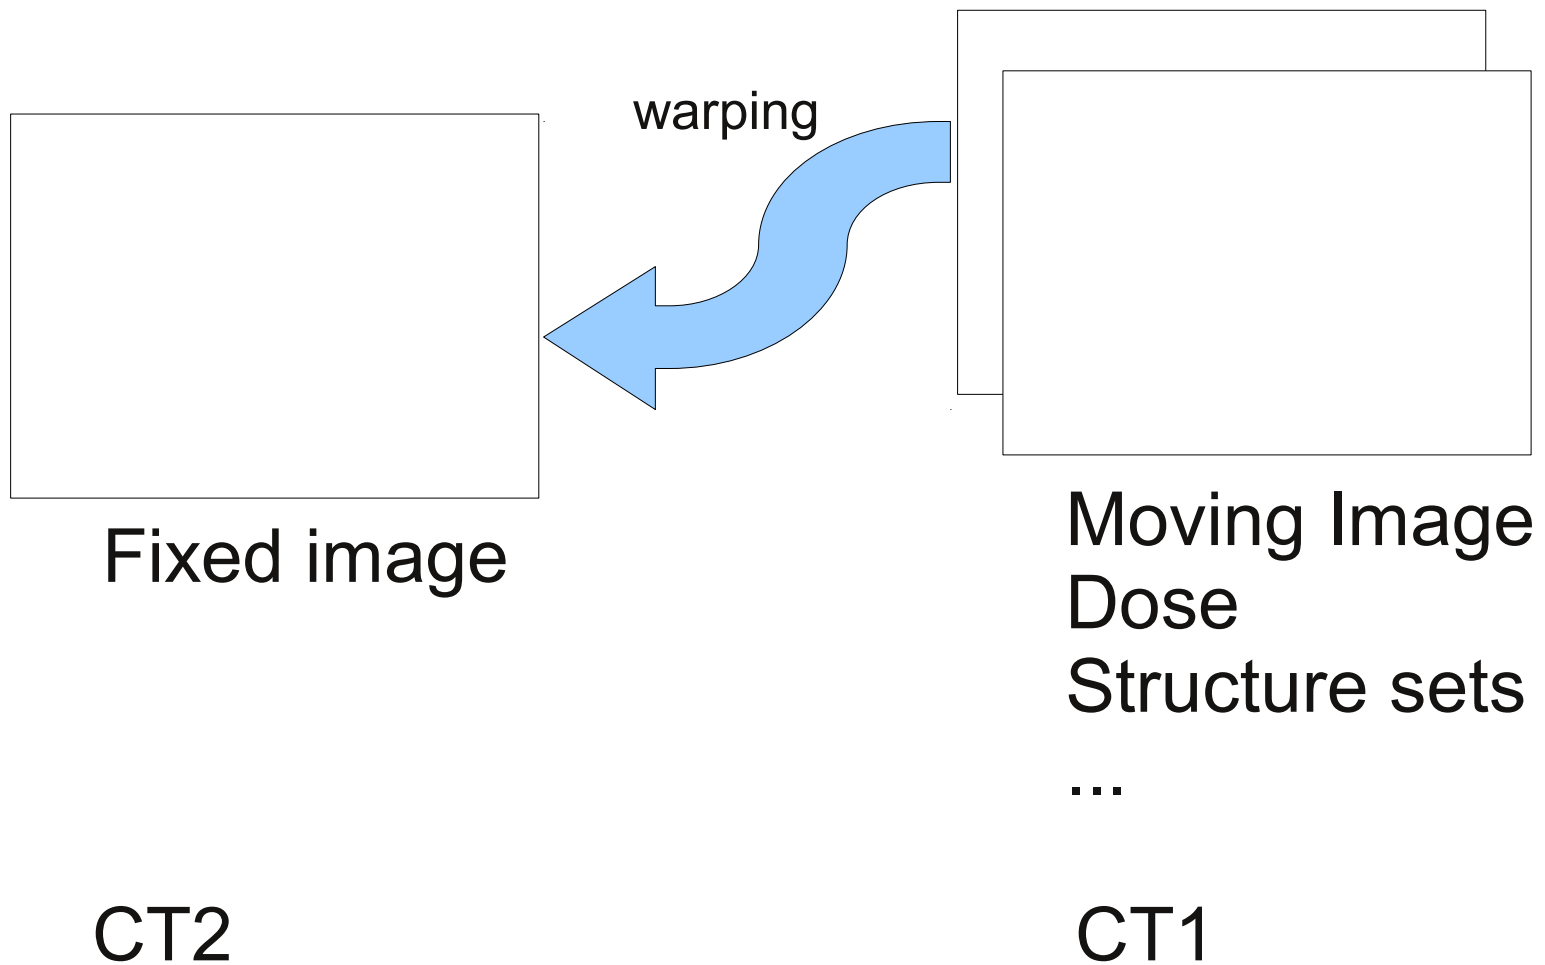 warping
Fixed image
Moving Image
Dose
Structure sets
...
CT2
CT1